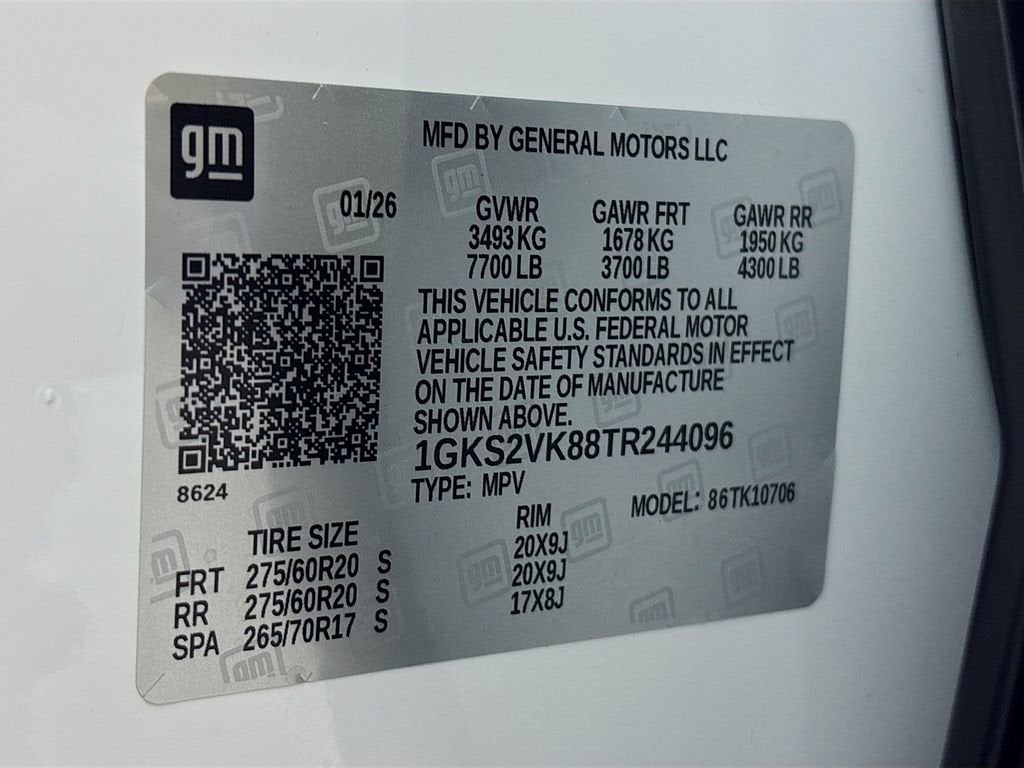 gm
MFD BY GENERAL MOTORS LLC
01/26
GVWR GAWR FRT GAWR RR
3493 KG 1678 KG 1950 KG
7700 LB 3700 LB 4300 LB
THIS VEHICLE CONFORMS TO ALL
APPLICABLE U.S. FEDERAL MOTOR
VEHICLE SAFETY STANDARDS IN EFFECT
ON THE DATE OF MANUFACTURE
SHOWN ABOVE.
1GKS2VK88TR244096
8624
TYPE: MPV MODEL: 86TK10706
TIRE SIZE RIM
FRT 275/60R20 S 20X9J
RR 275/60R20 S 20X9J
SPA 265/70R17 S 17X8J